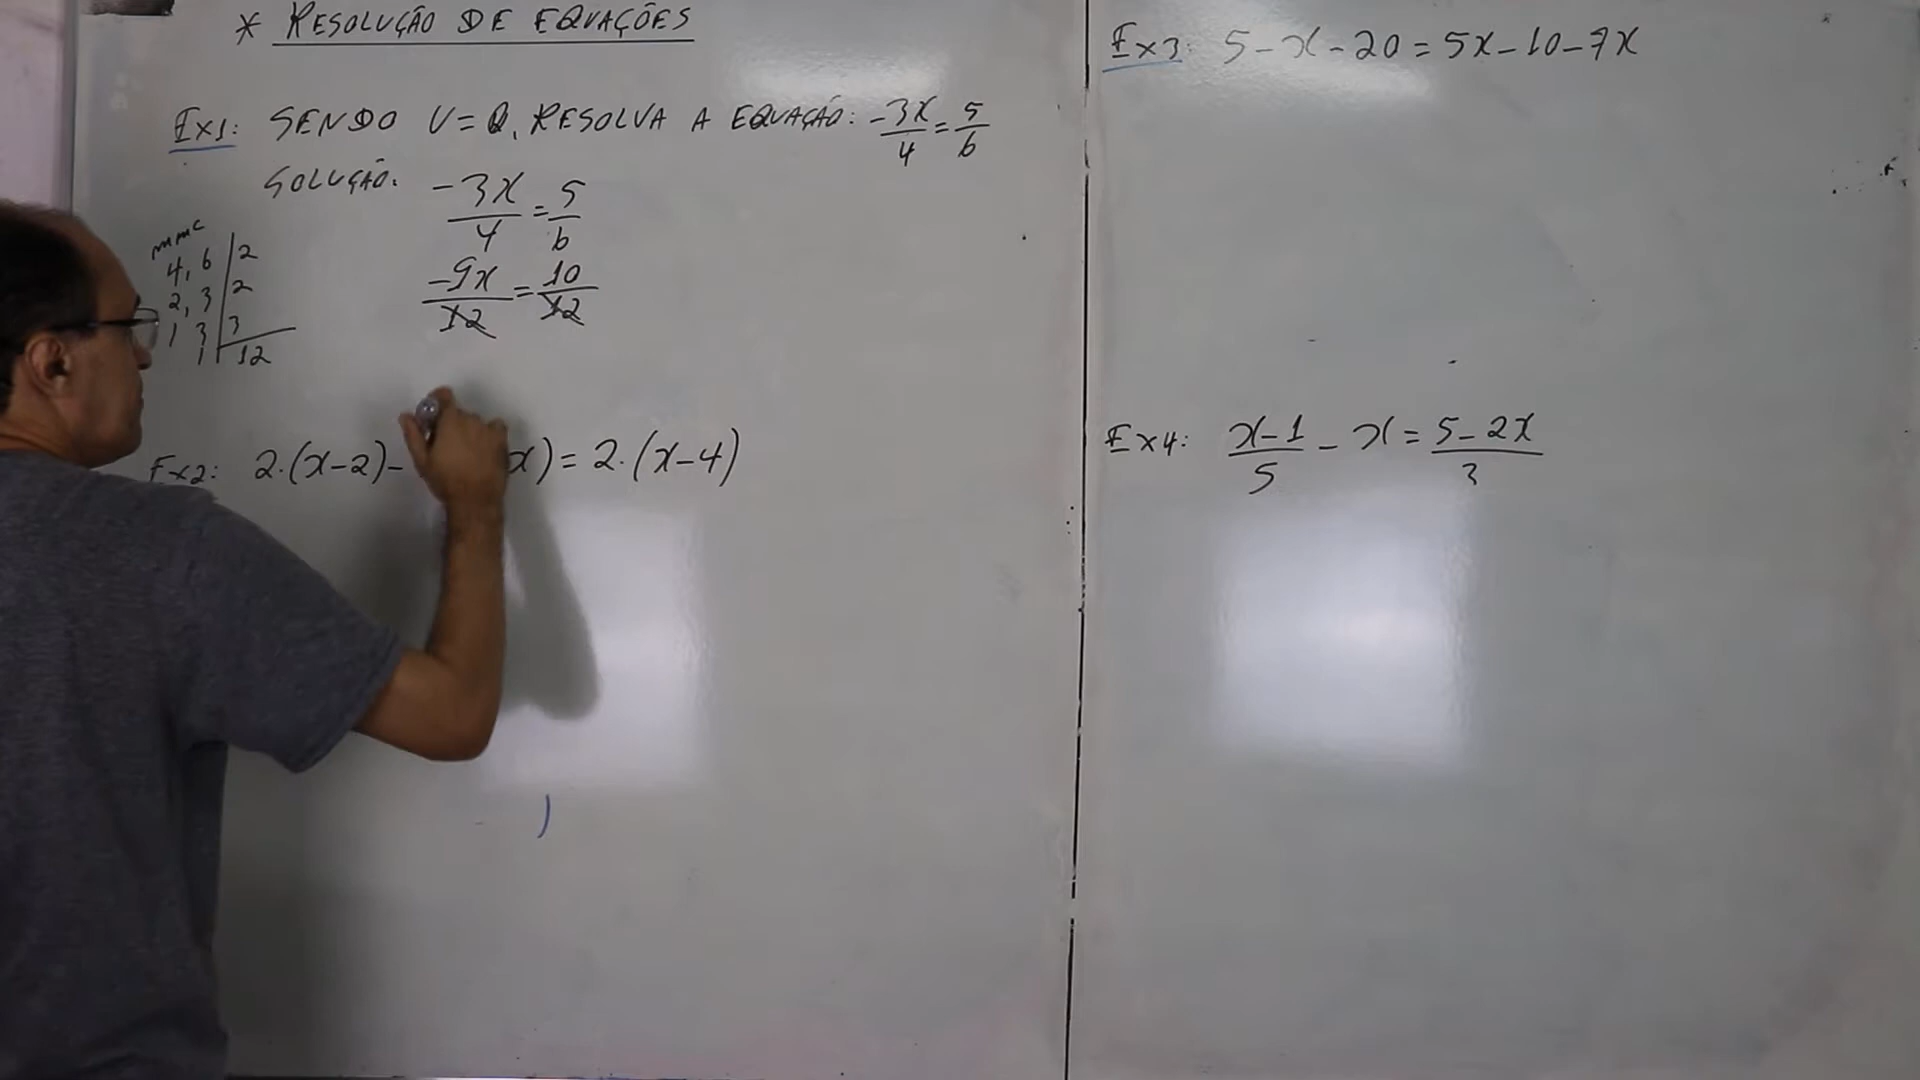 * RESOLUÇÃO DE EQUAÇÕES
Ex1: SENDO U=Q, RESOLVA A EQUAÇÃO: -3x/4 = 5/6
SOLUÇÃO: -3x/4 = 5/6
-9x/12 = 10/12
mmc
4, 6 | 2
2, 3 | 2
1 3 | 3
1 | 12
Ex2: 2.(x-2)- x) = 2.(x-4)
Ex3: 5-x-20=5x-10-7x
Ex4: x-1/5 - x = 5-2x/3